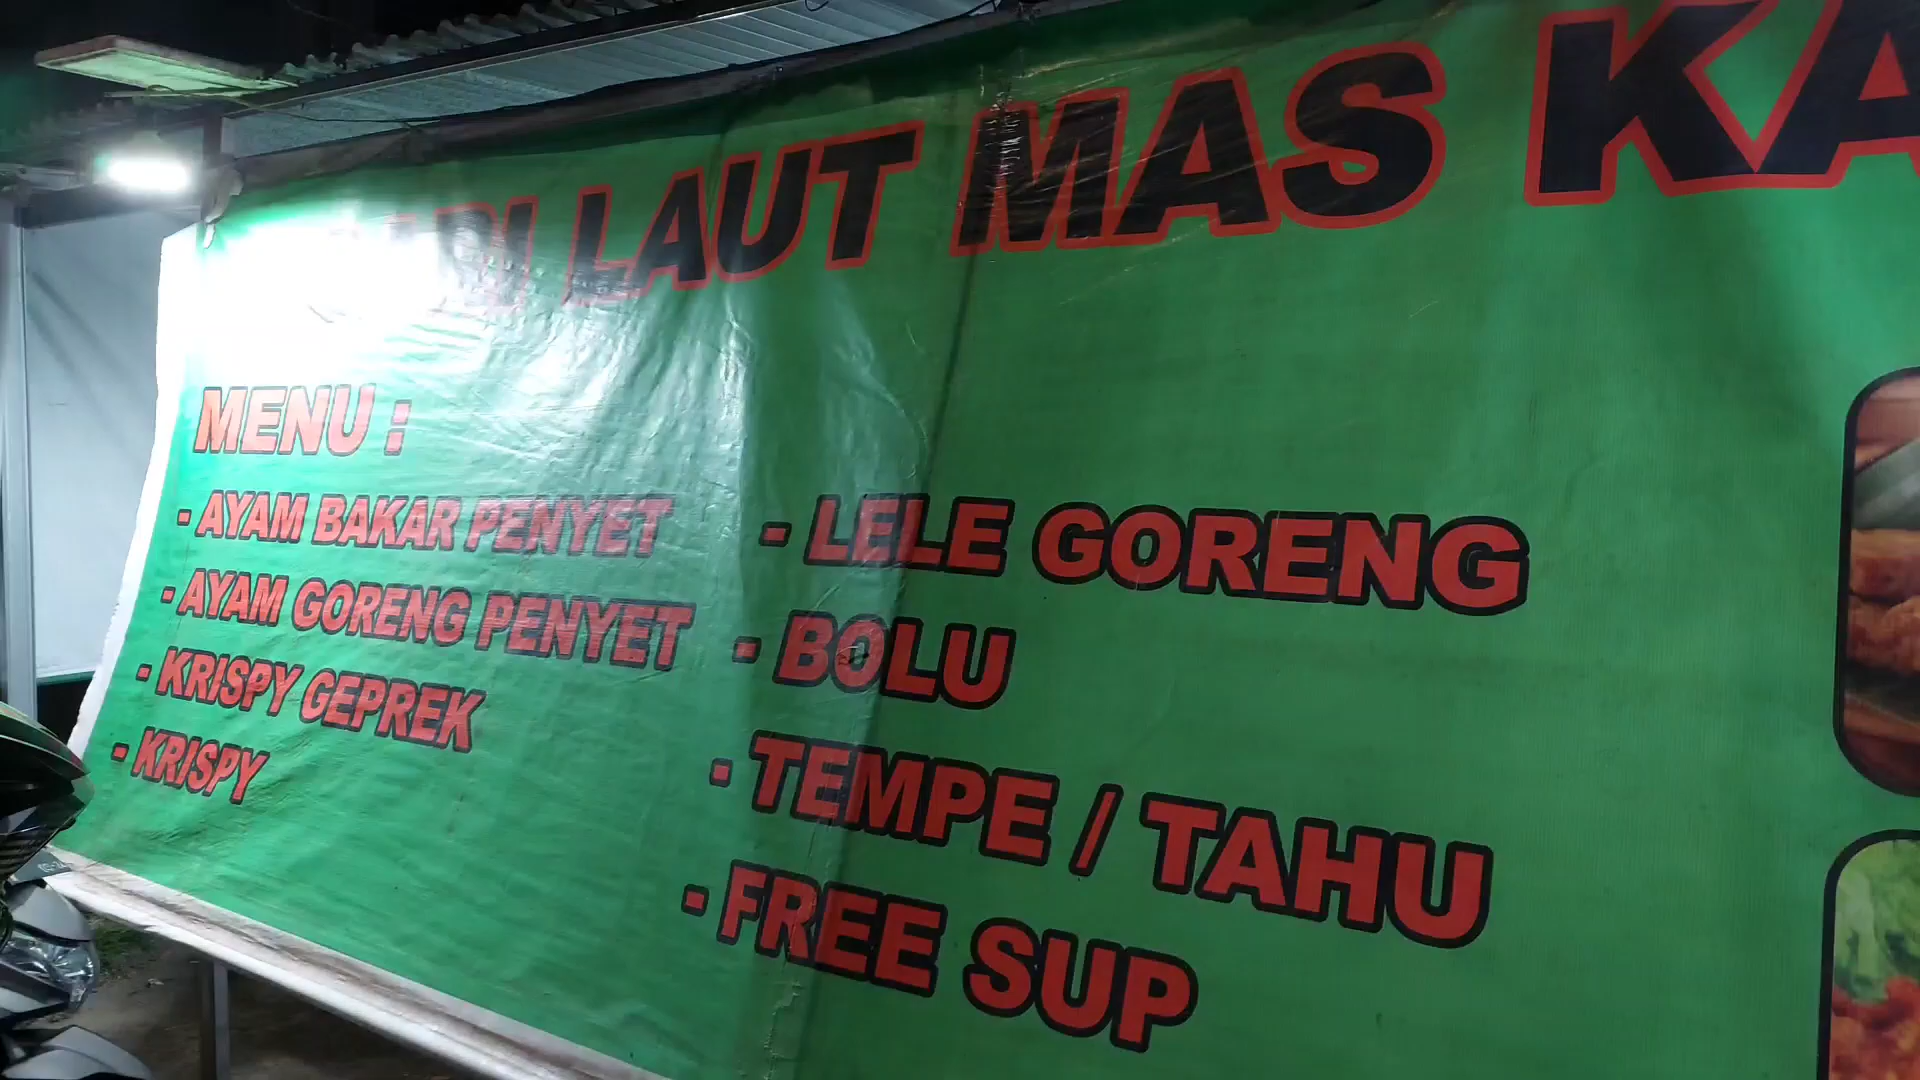 LAUT MAS
MENU :
- AYAM BAKAR PENYET
- AYAM GORENG PENYET
- KRISPY GEPREK
- KRISPY
- LELE GORENG
- BOLU
- TEMPE / TAHU
- FREE SUP